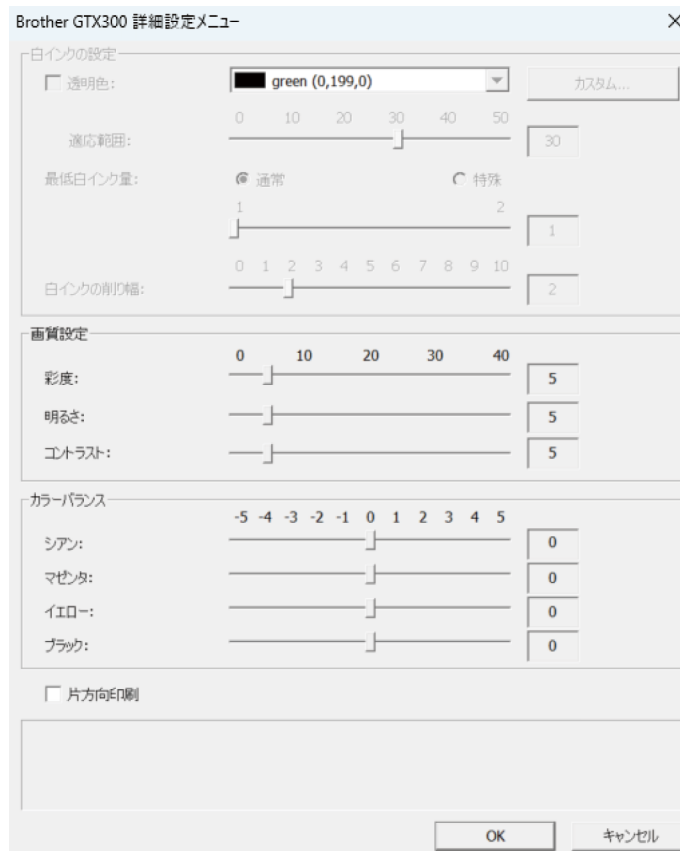 Brother GTX300 詳細設定メニュー
白インクの設定
透明色: green (0,199,0) カスタム...
0 10 20 30 40 50
適応範囲: 30
最低白インク量: 通常 特殊
1 2
1
0 1 2 3 4 5 6 7 8 9 10
白インクの削り幅: 2
画質設定
0 10 20 30 40
彩度: 5
明るさ: 5
コントラスト: 5
カラーバランス
-5 -4 -3 -2 -1 0 1 2 3 4 5
シアン: 0
マゼンタ: 0
イエロー: 0
ブラック: 0
片方向印刷
OK キャンセル